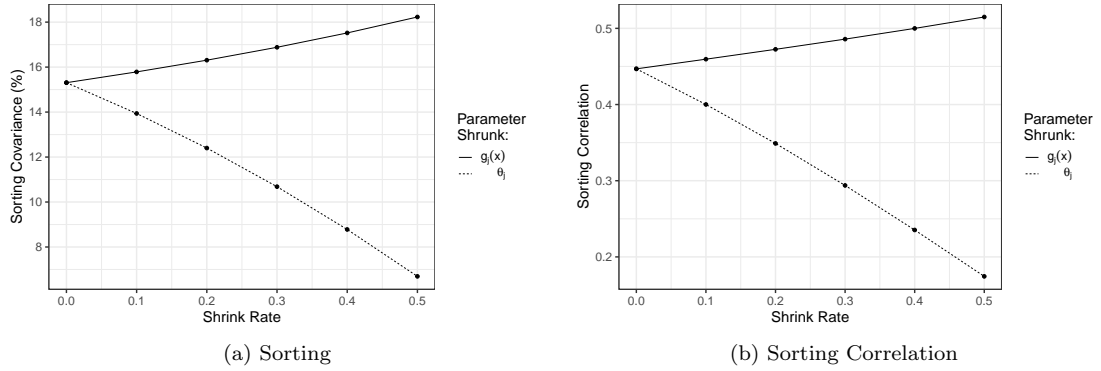 Sorting Covariance (%)
18
16
14
12
10
8
0.0 0.1 0.2 0.3 0.4 0.5
Shrink Rate
Parameter
Shrunk:
gⱼ(x)
θⱼ
(a) Sorting
Sorting Correlation
0.5
0.4
0.3
0.2
0.0 0.1 0.2 0.3 0.4 0.5
Shrink Rate
Parameter
Shrunk:
gⱼ(x)
θⱼ
(b) Sorting Correlation